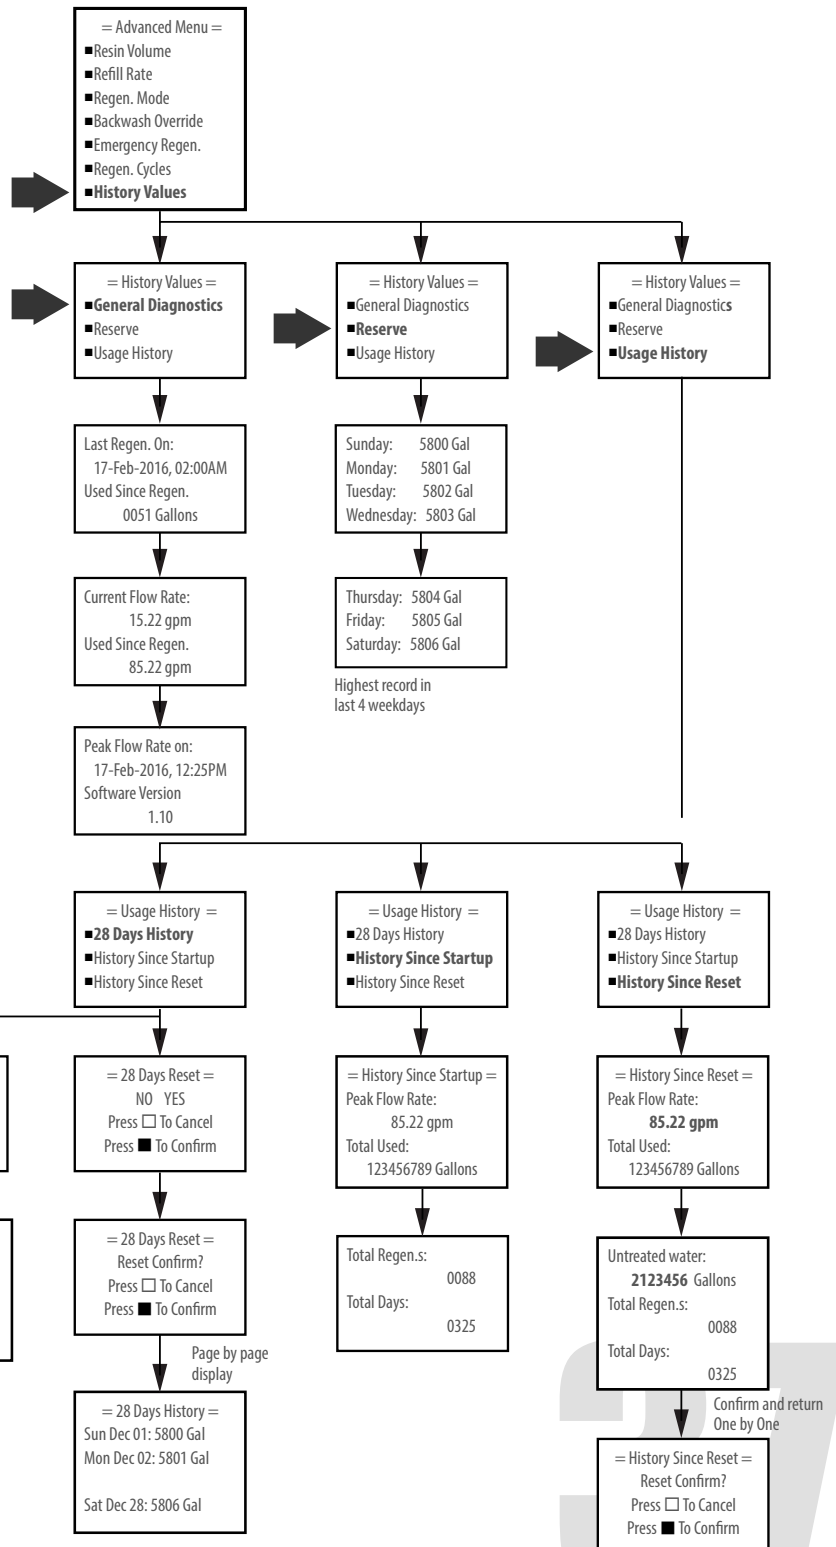 = Advanced Menu =
■Resin Volume
■Refill Rate
■Regen. Mode
■Backwash Override
■Emergency Regen.
■Regen. Cycles
■History Values
= History Values =
■General Diagnostics
■Reserve
■Usage History
= History Values =
■General Diagnostics
■Reserve
■Usage History
= History Values =
■General Diagnostics
■Reserve
■Usage History
Last Regen. On:
17-Feb-2016, 02:00AM
Used Since Regen.
0051 Gallons
Sunday: 5800 Gal
Monday: 5801 Gal
Tuesday: 5802 Gal
Wednesday: 5803 Gal
Current Flow Rate:
15.22 gpm
Used Since Regen.
85.22 gpm
Thursday: 5804 Gal
Friday: 5805 Gal
Saturday: 5806 Gal
Highest record in
last 4 weekdays
Peak Flow Rate on:
17-Feb-2016, 12:25PM
Software Version
1.10
= Usage History =
■28 Days History
■History Since Startup
■History Since Reset
= Usage History =
■28 Days History
■History Since Startup
■History Since Reset
= Usage History =
■28 Days History
■History Since Startup
■History Since Reset
= 28 Days Reset =
NO YES
Press □ To Cancel
Press ■ To Confirm
= History Since Startup =
Peak Flow Rate:
85.22 gpm
Total Used:
123456789 Gallons
= History Since Reset =
Peak Flow Rate:
85.22 gpm
Total Used:
123456789 Gallons
= 28 Days Reset =
Reset Confirm?
Press □ To Cancel
Press ■ To Confirm
Total Regen.s:
0088
Total Days:
0325
Untreated water:
2123456 Gallons
Total Regen.s:
0088
Total Days:
0325
Page by page
display
= 28 Days History =
Sun Dec 01: 5800 Gal
Mon Dec 02: 5801 Gal
Sat Dec 28: 5806 Gal
Confirm and return
One by One
= History Since Reset =
Reset Confirm?
Press □ To Cancel
Press ■ To Confirm
37